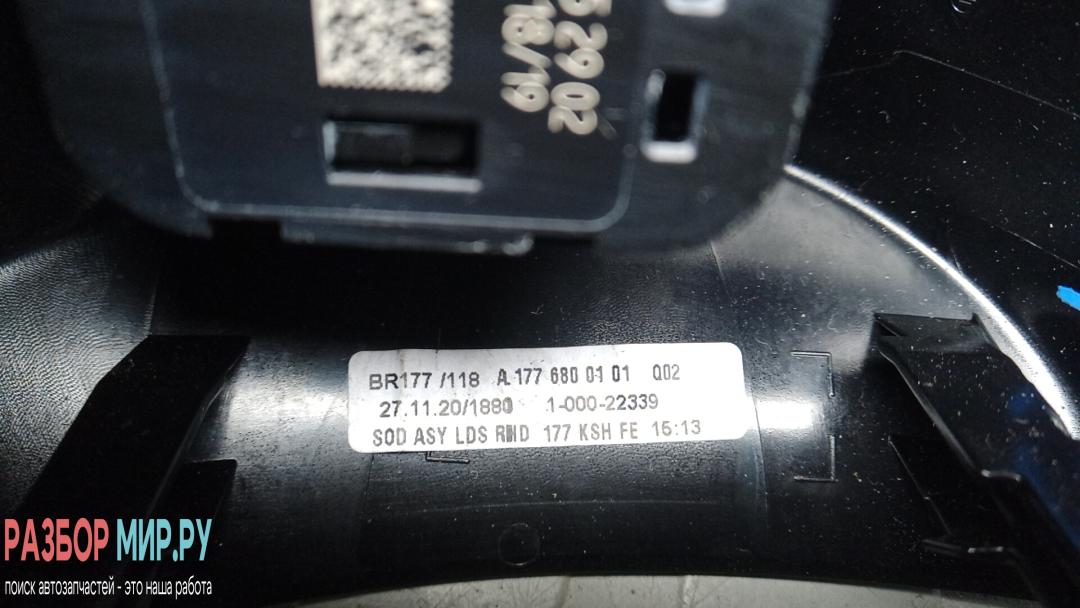 BR177 /118 A 177 680 01 01 Q02
27.11.20/1880 1-000-22339
SOD ASY LDS RND 177 KSH FE 15:13
РАЗБОР МИР.РУ
поиск автозапчастей - это наша работа